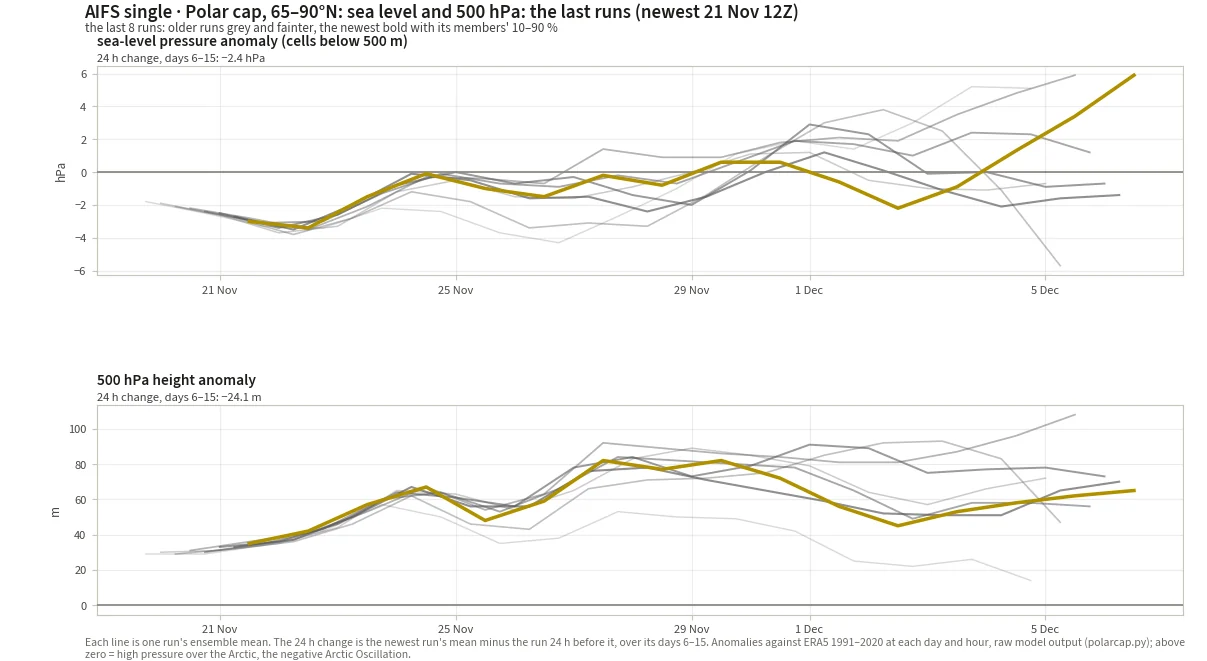 AIFS single · Polar cap, 65–90°N: sea level and 500 hPa: the last runs (newest 21 Nov 12Z)
the last 8 runs: older runs grey and fainter, the newest bold with its members' 10–90 %
sea-level pressure anomaly (cells below 500 m)
24 h change, days 6–15: −2.4 hPa
6
4
2
0
−2
−4
−6
hPa
21 Nov
25 Nov
29 Nov
1 Dec
5 Dec
500 hPa height anomaly
24 h change, days 6–15: −24.1 m
100
80
60
40
20
0
m
21 Nov
25 Nov
29 Nov
1 Dec
5 Dec
Each line is one run's ensemble mean. The 24 h change is the newest run's mean minus the run 24 h before it, over its days 6–15. Anomalies against ERA5 1991–2020 at each day and hour, raw model output (polarcap.py); above
zero = high pressure over the Arctic, the negative Arctic Oscillation.